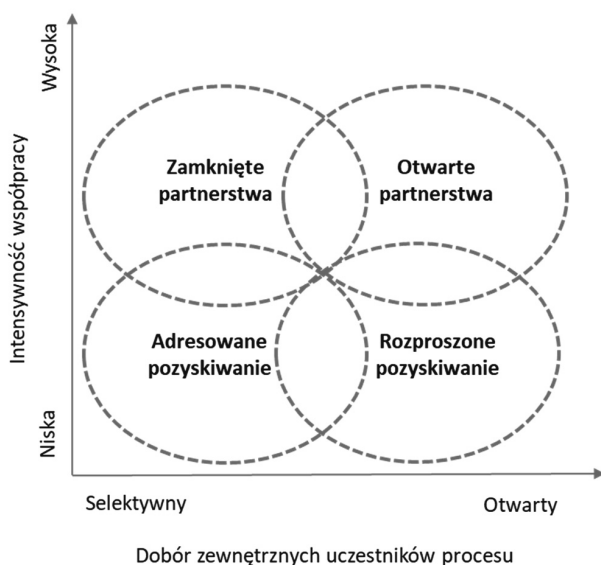 Wysoka
Intensywność współpracy
Niska
Zamknięte
partnerstwa
Otwarte
partnerstwa
Adresowane
pozyskiwanie
Rozproszone
pozyskiwanie
Selektywny
Otwarty
Dobór zewnętrznych uczestników procesu